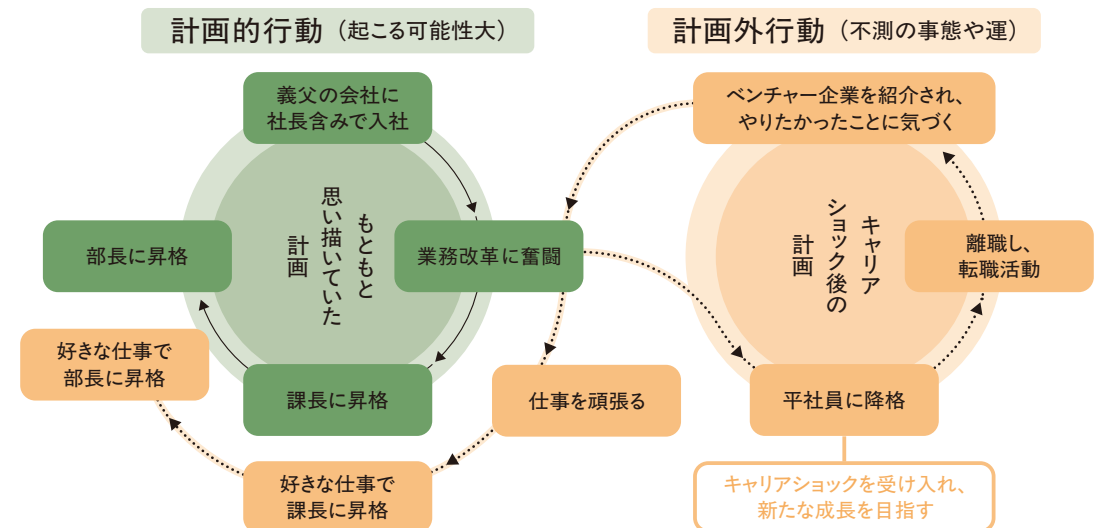 計画的行動（起こる可能性大）
義父の会社に
社長含みで入社
もともと
思い描いていた
計画
業務改革に奮闘
課長に昇格
部長に昇格
計画外行動（不測の事態や運）
ベンチャー企業を紹介され、
やりたかったことに気づく
キャリア
ショック後の
計画
離職し、
転職活動
平社員に降格
キャリアショックを受け入れ、
新たな成長を目指す
仕事を頑張る
好きな仕事で
課長に昇格
好きな仕事で
部長に昇格